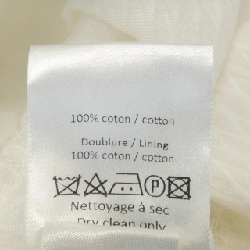 100% coton / cotton
Doublure / Lining
100% coton / cotton
P
Nettoyage à sec
Dry clean only